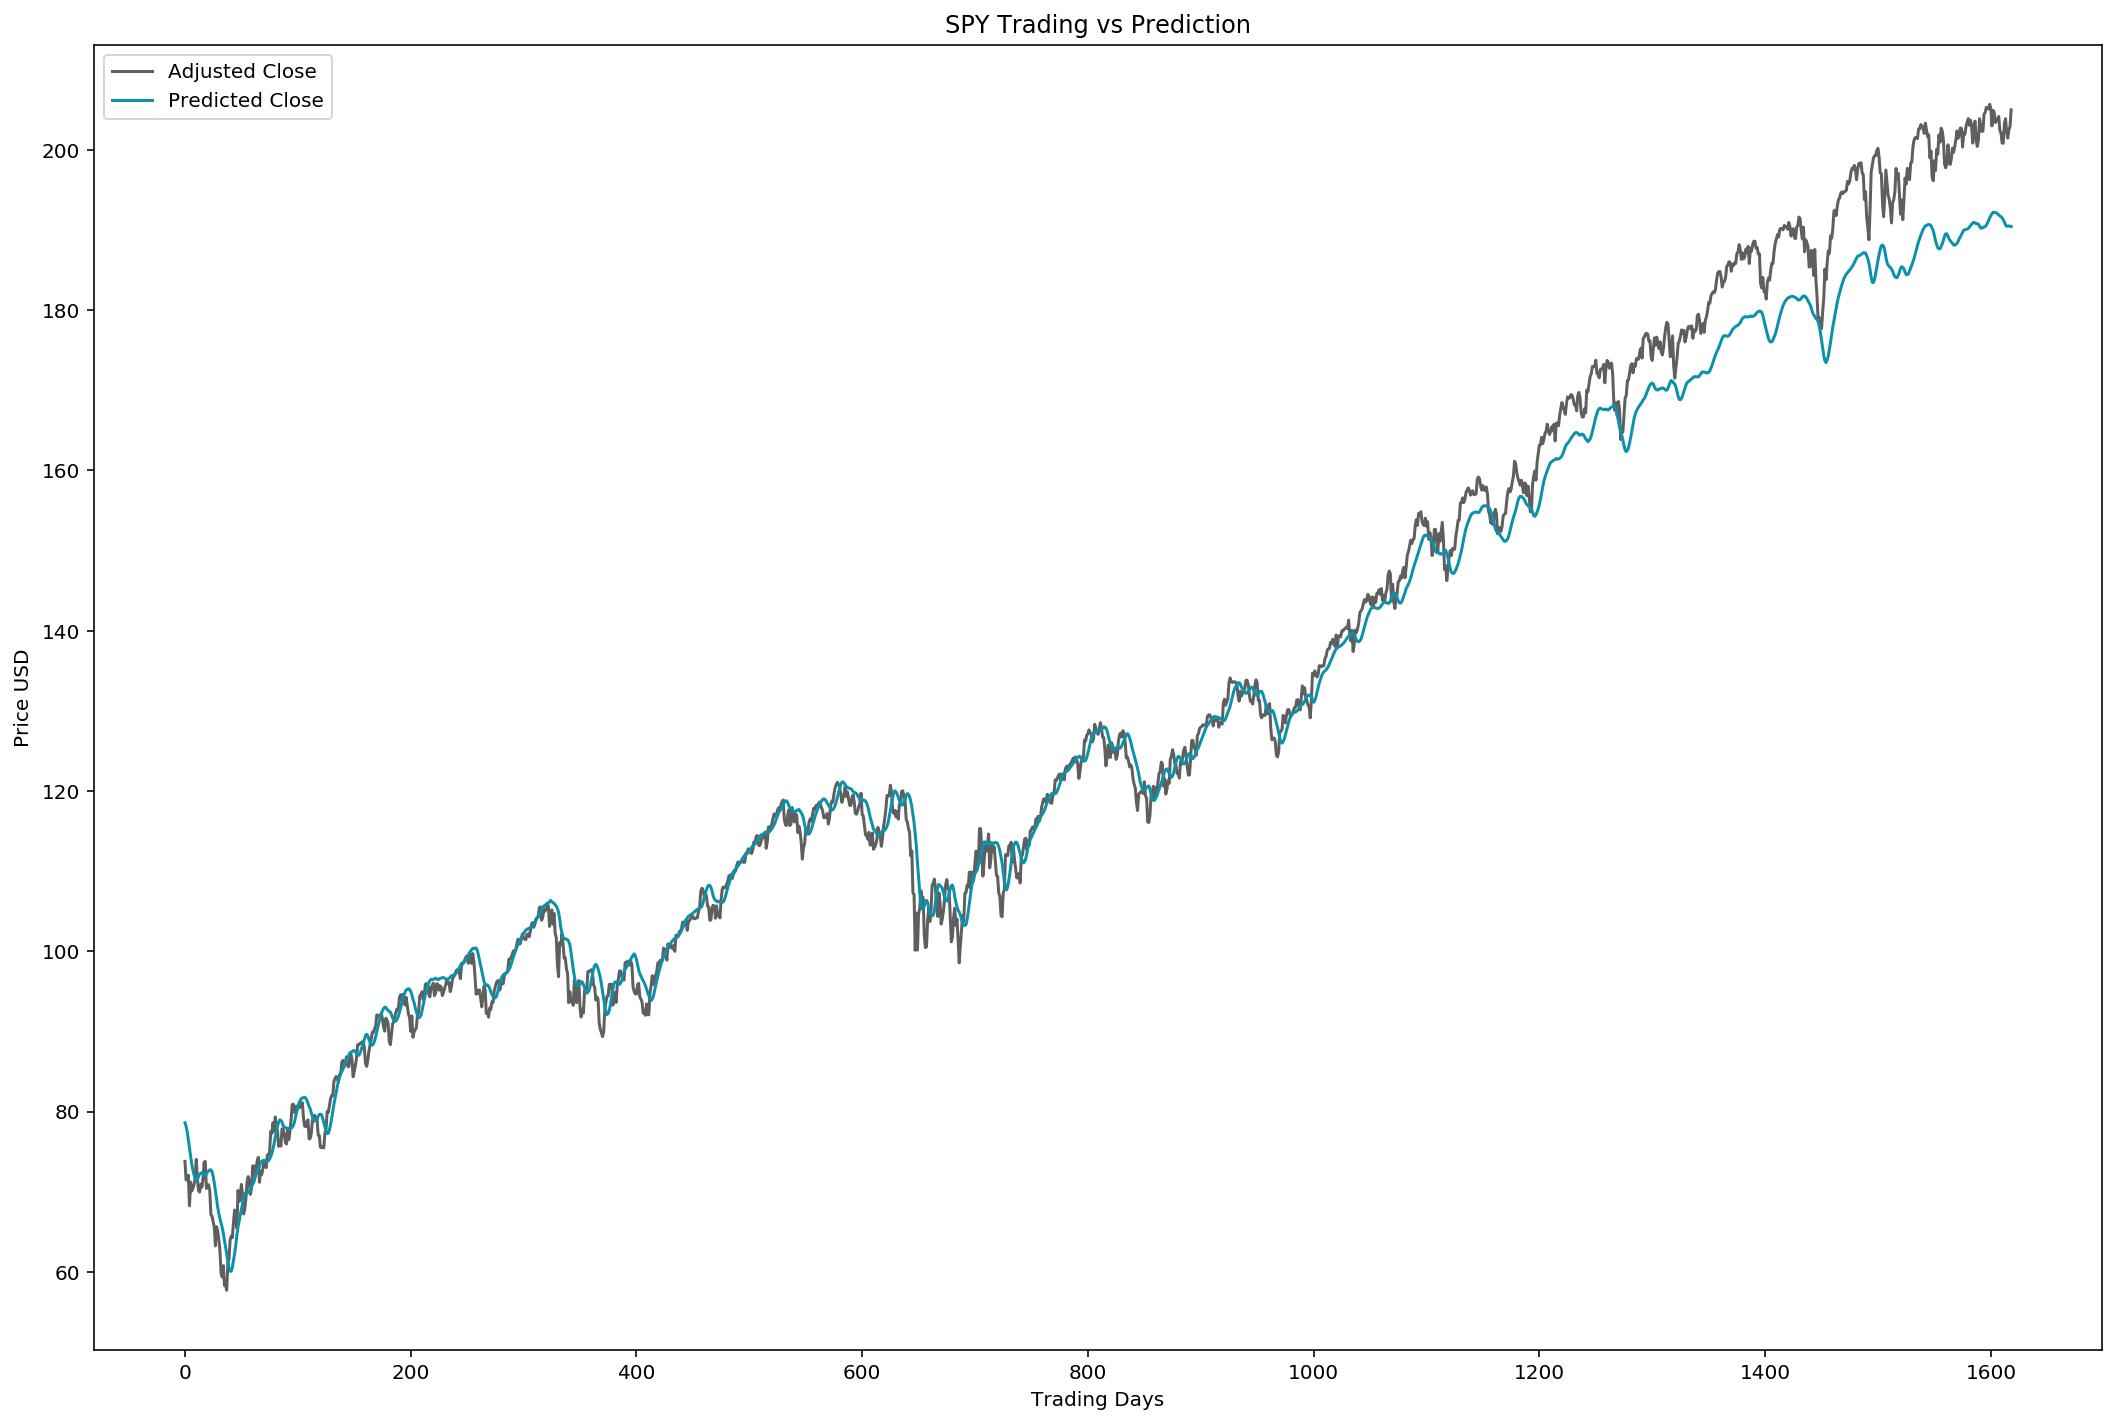 SPY Trading vs Prediction
Adjusted Close
Predicted Close
Price USD
200
180
160
140
120
100
80
60
0 200 400 600 800 1000 1200 1400 1600
Trading Days